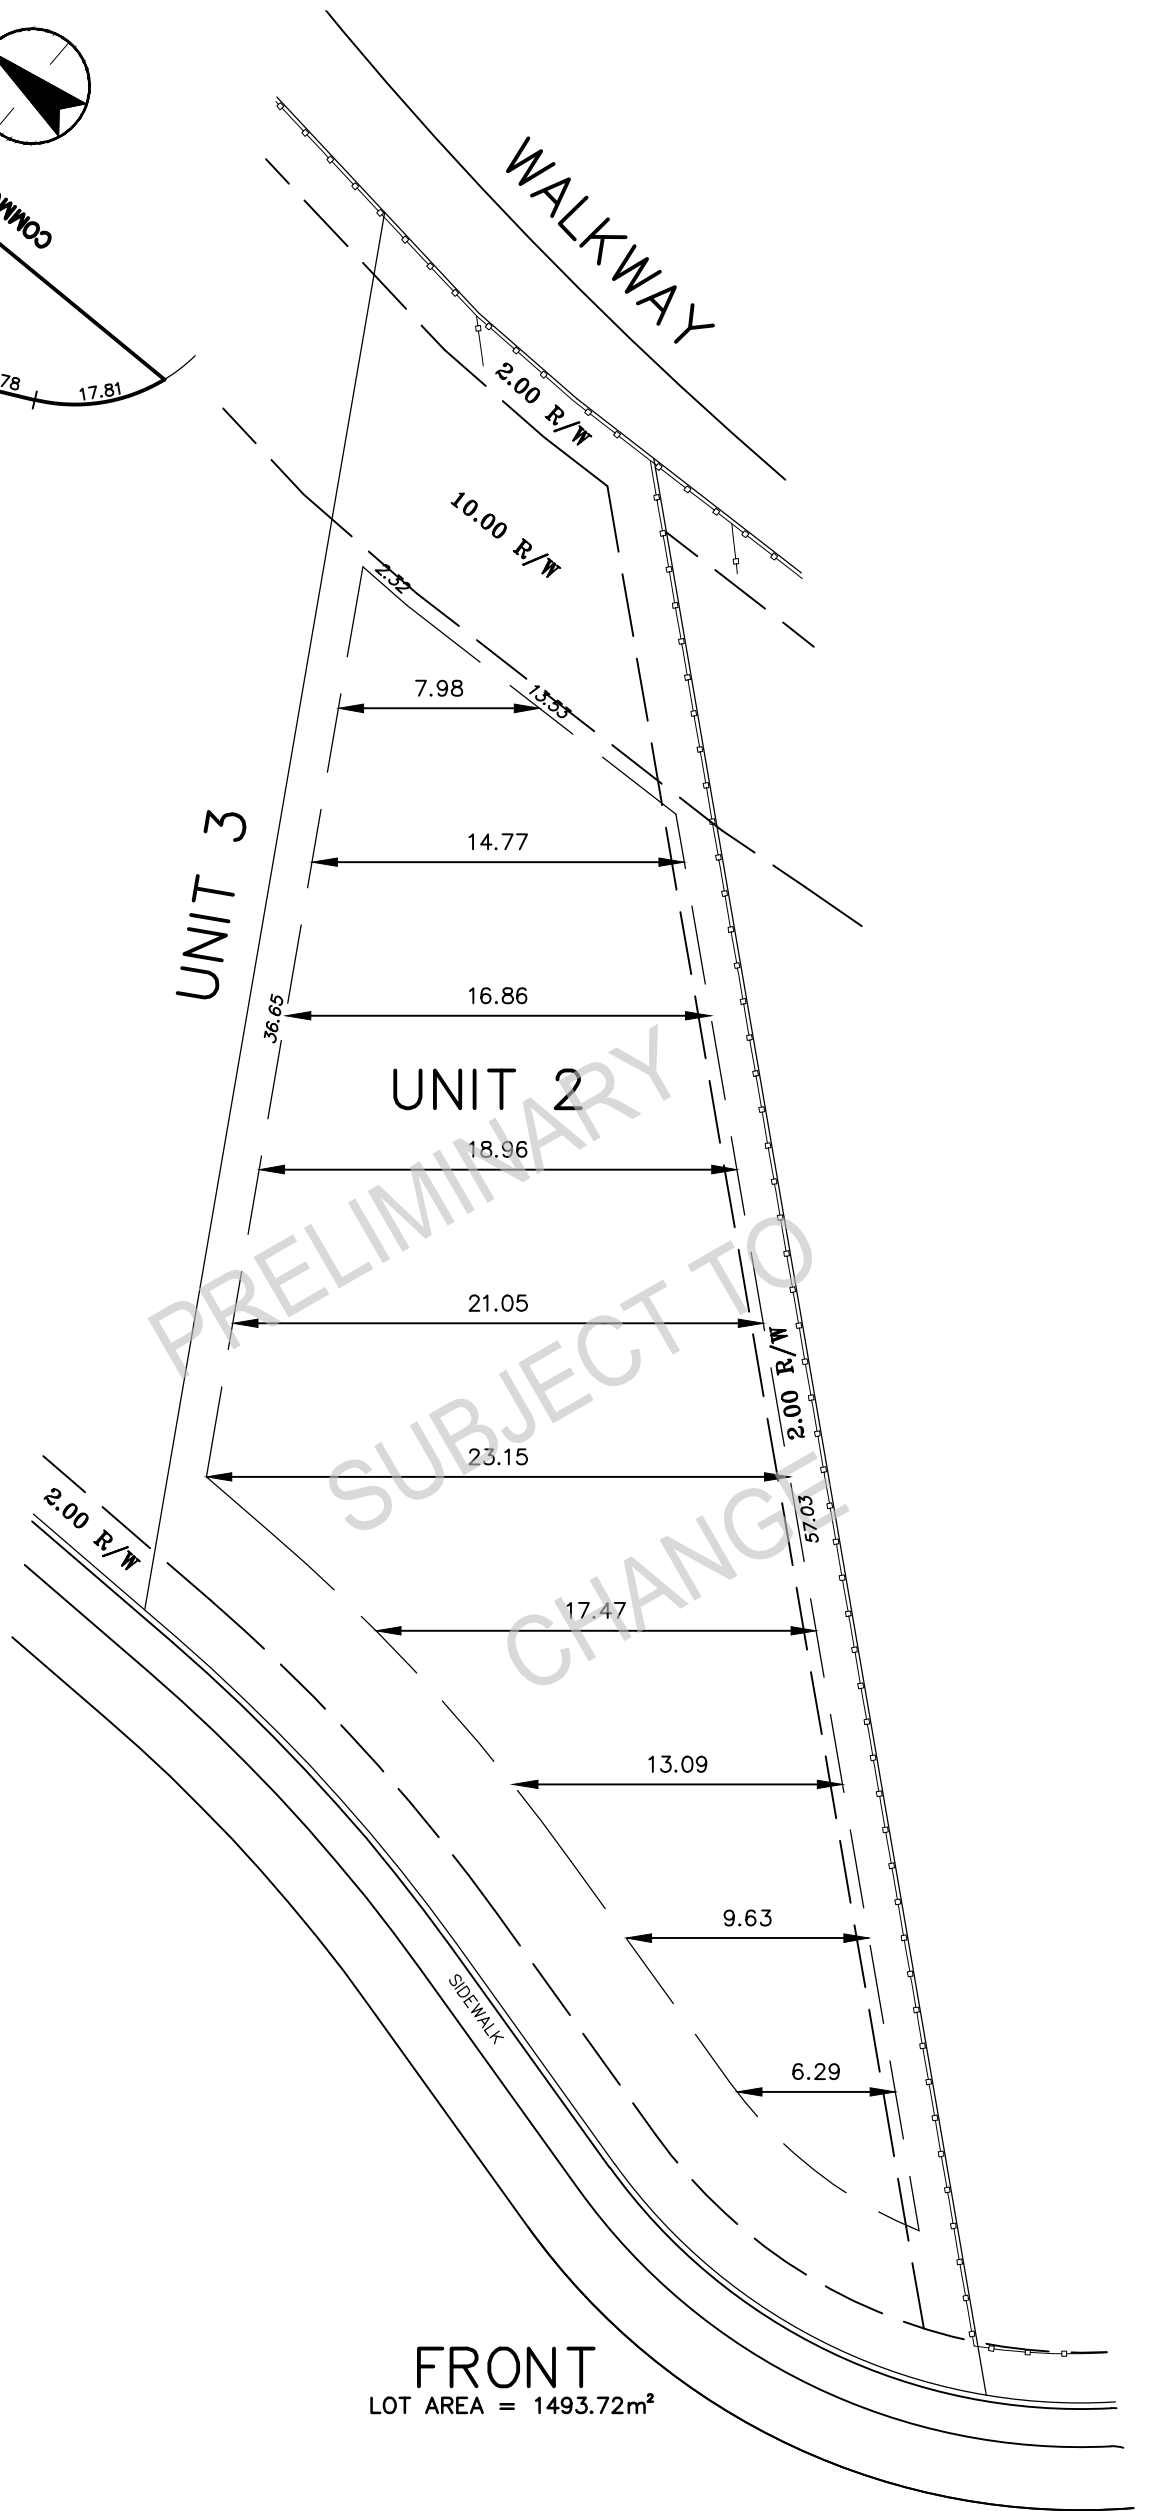 WALKWAY
COMM
78
17.81
2.00 R/W
10.00 R/W
2.32
7.98
13.53
14.77
UNIT 3
36.65
16.86
UNIT 2
18.96
21.05
2.00 R/W
23.15
57.03
2.00 R/W
17.47
13.09
9.63
SIDEWALK
6.29
PRELIMINARY
SUBJECT TO
CHANGE
FRONT
LOT AREA = 1493.72m²